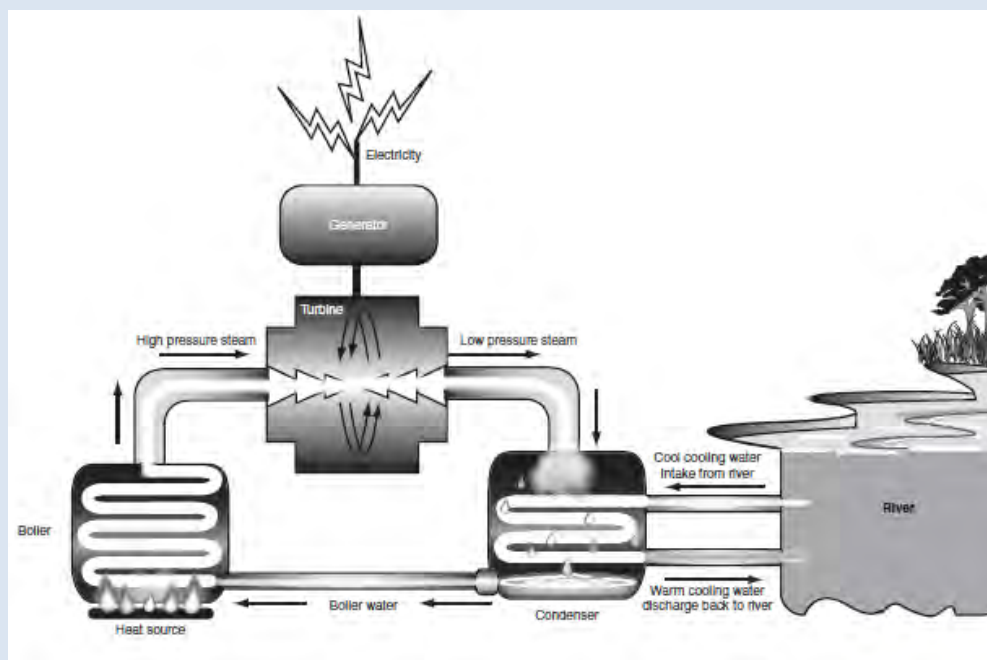 Electricity
Generator
Turbine
High pressure steam
Low pressure steam
Cool cooling water
intake from river
River
Boiler
Warm cooling water
discharge back to river
Boiler water
Condenser
Heat source